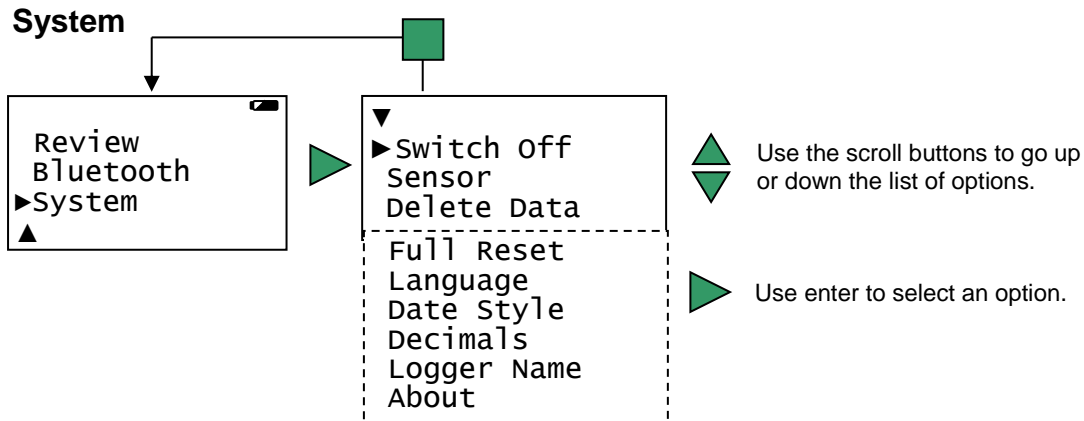 System
Review
Bluetooth
►System
▲
▼
►Switch Off
Sensor
Delete Data
Full Reset
Language
Date Style
Decimals
Logger Name
About
Use the scroll buttons to go up
or down the list of options.
Use enter to select an option.